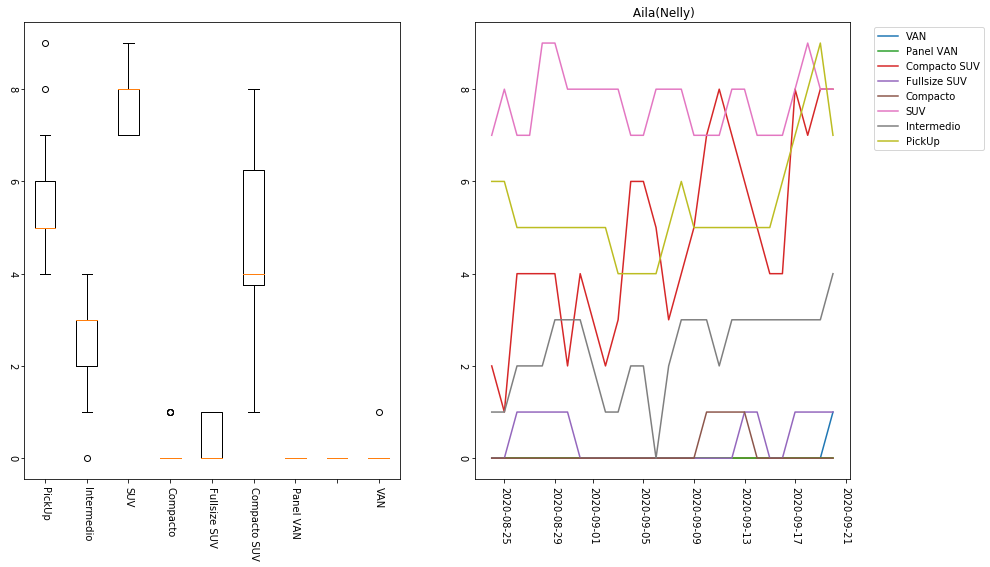 Aila(Nelly)
8
6
4
2
0
PickUp
Intermedio
SUV
Compacto
Fullsize SUV
Compacto SUV
Panel VAN
VAN
8
6
4
2
0
2020-08-25
2020-08-29
2020-09-01
2020-09-05
2020-09-09
2020-09-13
2020-09-17
2020-09-21
VAN
Panel VAN
Compacto SUV
Fullsize SUV
Compacto
SUV
Intermedio
PickUp